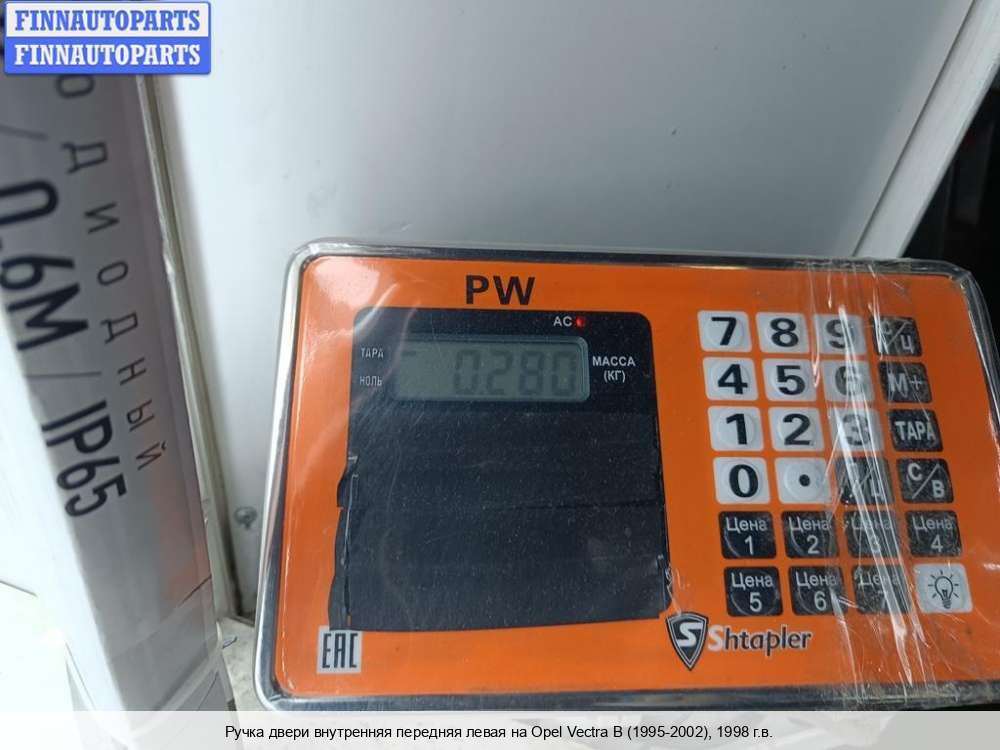 FINNAUTOPARTS
FINNAUTOPARTS
ОДИОДНЫЙ
/ 0.6М / IP65
PW
AC
ТАРА
НОЛЬ
0.280
МАССА
(КГ)
7 8 9
4 5 6 М+
1 2 3 ТАРА
0 . С/В
Цена 1 Цена 2 Цена 3 Цена 4
Цена 5 Цена 6 Цена
EAC
S Shtapler
Ручка двери внутренняя передняя левая на Opel Vectra B (1995-2002), 1998 г.в.